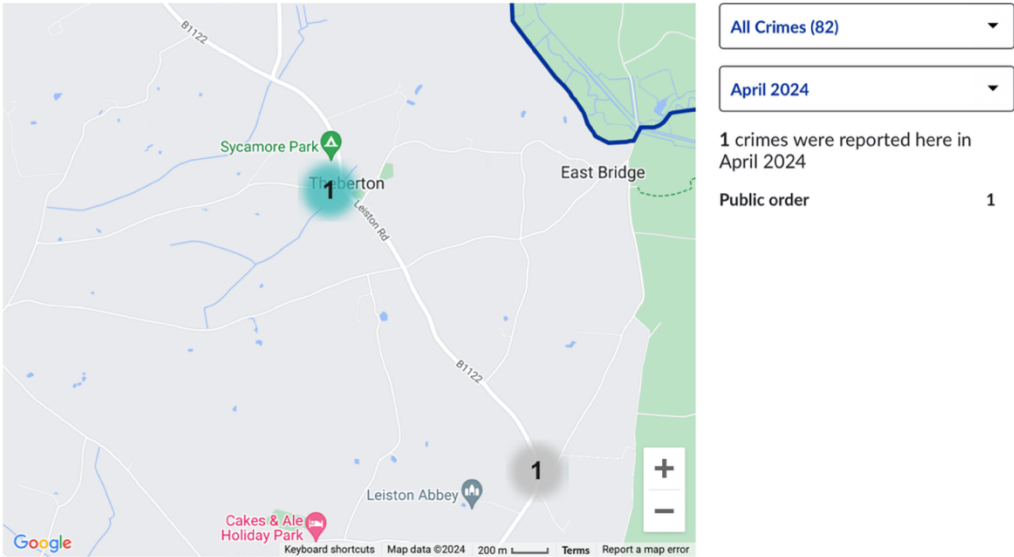 B1122
Sycamore Park
Theberton
1
East Bridge
Leiston Rd
B1122
1
Leiston Abbey
Cakes & Ale
Holiday Park
+
−
Google
Keyboard shortcuts
Map data ©2024
200 m
Terms
Report a map error
All Crimes (82)
April 2024
1 crimes were reported here in
April 2024
Public order 1